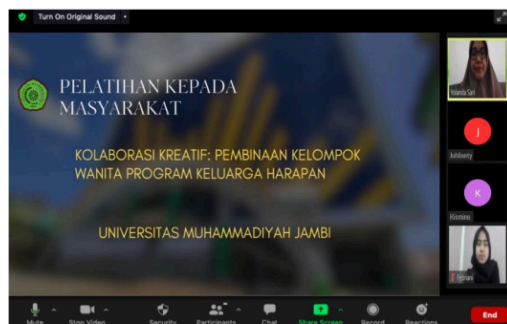 Turn On Original Sound
PELATIHAN KEPADA
MASYARAKAT
KOLABORASI KREATIF: PEMBINAAN KELOMPOK
WANITA PROGRAM KELUARGA HARAPAN
UNIVERSITAS MUHAMMADIYAH JAMBI
Yolanda Sari
J
K
Mute
Stop Video
Security
Participants
Chat
Share Screen
Record
Reactions
End